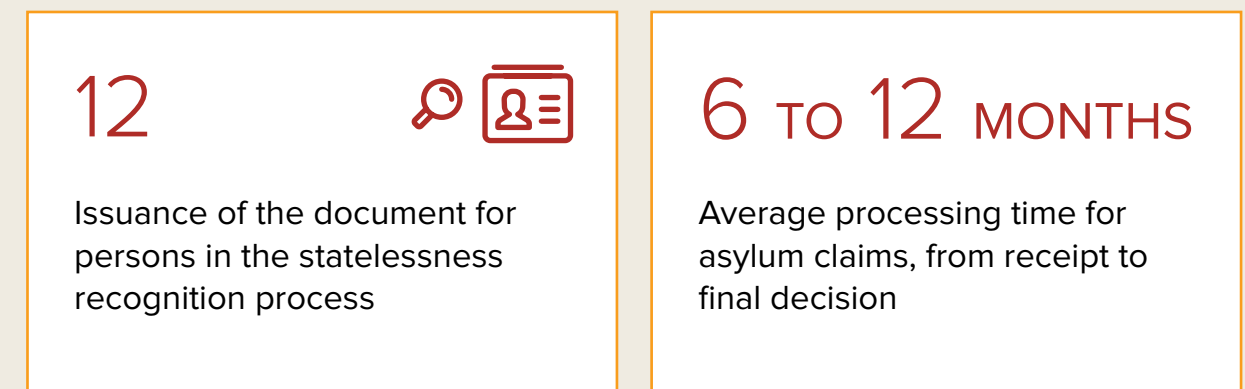 12
Issuance of the document for
persons in the statelessness
recognition process
6 TO 12 MONTHS
Average processing time for
asylum claims, from receipt to
final decision